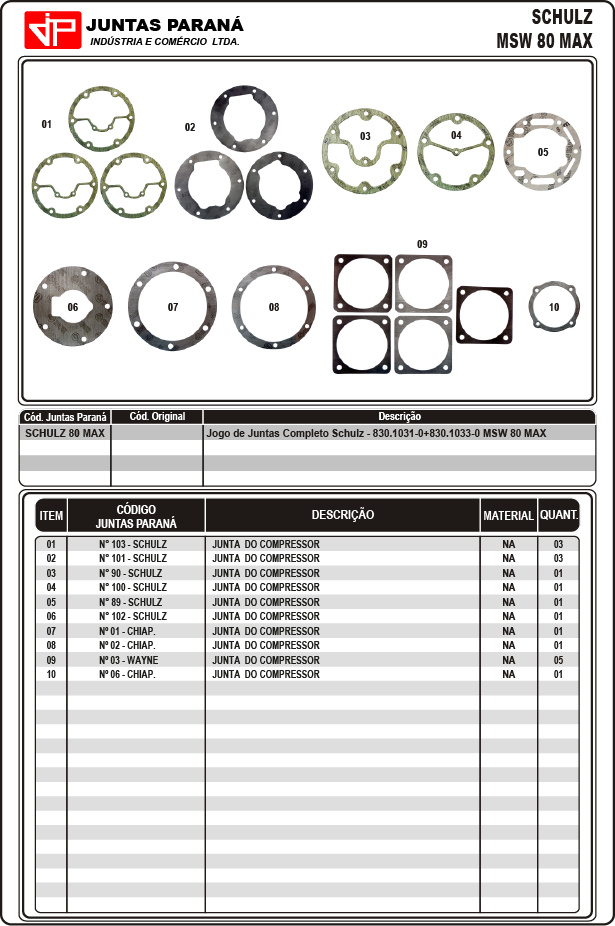 JP JUNTAS PARANÁ
INDÚSTRIA E COMÉRCIO LTDA.
SCHULZ
MSW 80 MAX
01
02
03
04
05
06
07
08
09
10
Cód. Juntas Paraná Cód. Original Descrição
SCHULZ 80 MAX Jogo de Juntas Completo Schulz - 830.1031-0+830.1033-0 MSW 80 MAX
ITEM CÓDIGO JUNTAS PARANÁ DESCRIÇÃO MATERIAL QUANT.
01 N° 103 - SCHULZ JUNTA DO COMPRESSOR NA 03
02 N° 101 - SCHULZ JUNTA DO COMPRESSOR NA 03
03 N° 90 - SCHULZ JUNTA DO COMPRESSOR NA 01
04 N° 100 - SCHULZ JUNTA DO COMPRESSOR NA 01
05 N° 89 - SCHULZ JUNTA DO COMPRESSOR NA 01
06 N° 102 - SCHULZ JUNTA DO COMPRESSOR NA 01
07 Nº 01 - CHIAP. JUNTA DO COMPRESSOR NA 01
08 Nº 02 - CHIAP. JUNTA DO COMPRESSOR NA 01
09 Nº 03 - WAYNE JUNTA DO COMPRESSOR NA 05
10 Nº 06 - CHIAP. JUNTA DO COMPRESSOR NA 01